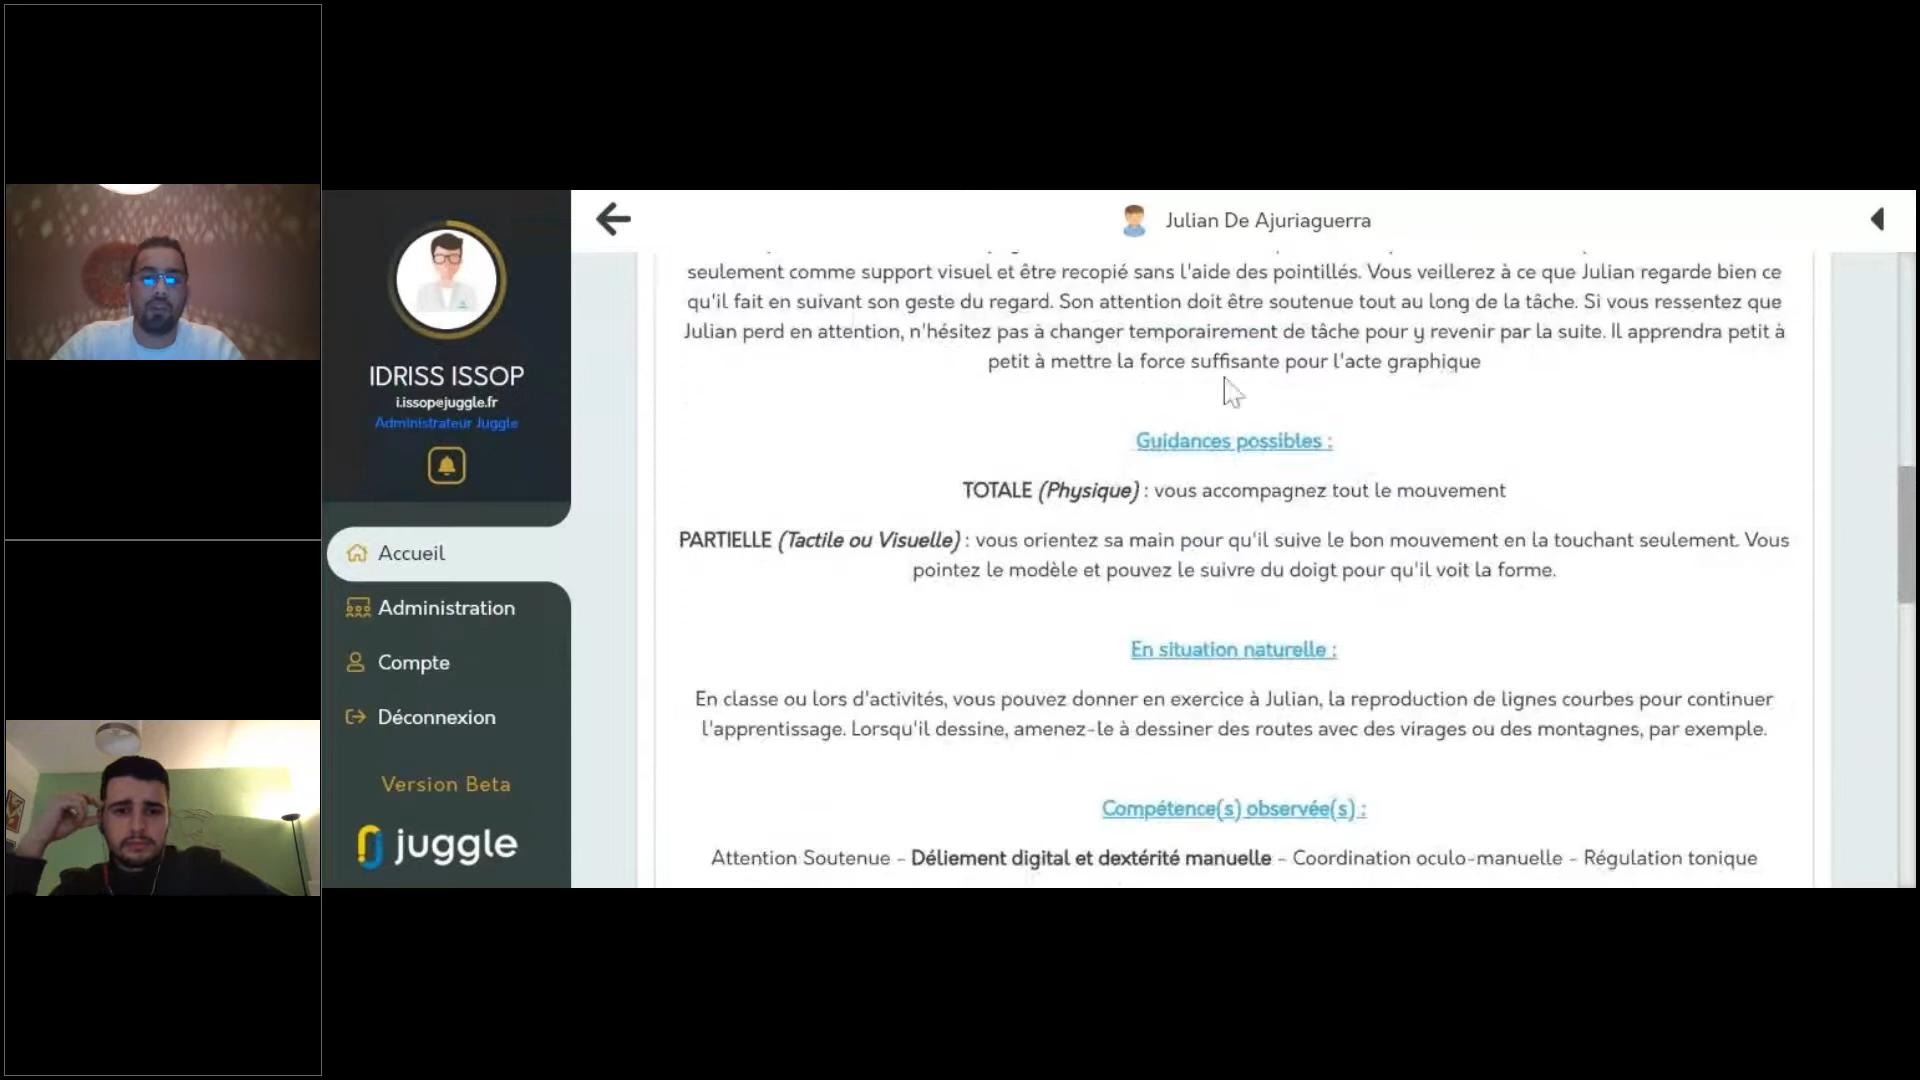 IDRISS ISSOP
i.issop@juggle.fr
Administrateur Juggle
Accueil
Administration
Compte
Déconnexion
Version Beta
juggle
Julian De Ajuriaguerra
seulement comme support visuel et être recopié sans l'aide des pointillés. Vous veillerez à ce que Julian regarde bien ce
qu'il fait en suivant son geste du regard. Son attention doit être soutenue tout au long de la tâche. Si vous ressentez que
Julian perd en attention, n'hésitez pas à changer temporairement de tâche pour y revenir par la suite. Il apprendra petit à
petit à mettre la force suffisante pour l'acte graphique
Guidances possibles :
TOTALE (Physique) : vous accompagnez tout le mouvement
PARTIELLE (Tactile ou Visuelle) : vous orientez sa main pour qu'il suive le bon mouvement en la touchant seulement. Vous
pointez le modèle et pouvez le suivre du doigt pour qu'il voit la forme.
En situation naturelle :
En classe ou lors d'activités, vous pouvez donner en exercice à Julian, la reproduction de lignes courbes pour continuer
l'apprentissage. Lorsqu'il dessine, amenez-le à dessiner des routes avec des virages ou des montagnes, par exemple.
Compétence(s) observée(s) :
Attention Soutenue - Déliement digital et dextérité manuelle - Coordination oculo-manuelle - Régulation tonique